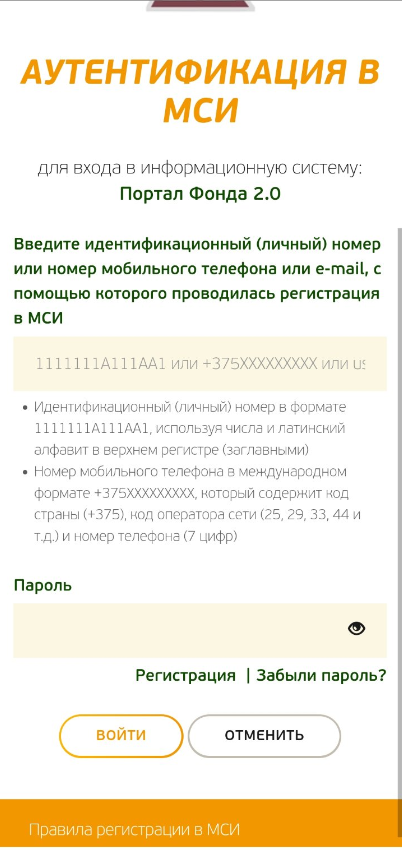 АУТЕНТИФИКАЦИЯ В
МСИ
для входа в информационную систему:
Портал Фонда 2.0
Введите идентификационный (личный) номер
или номер мобильного телефона или e-mail, с
помощью которого проводилась регистрация
в МСИ
1111111A111AA1 или +375XXXXXXXXX или us
• Идентификационный (личный) номер в формате
1111111A111AA1, используя числа и латинский
алфавит в верхнем регистре (заглавными)
• Номер мобильного телефона в международном
формате +375XXXXXXXXX, который содержит код
страны (+375), код оператора сети (25, 29, 33, 44 и
т.д.) и номер телефона (7 цифр)
Пароль
Регистрация | Забыли пароль?
ВОЙТИ ОТМЕНИТЬ
Правила регистрации в МСИ